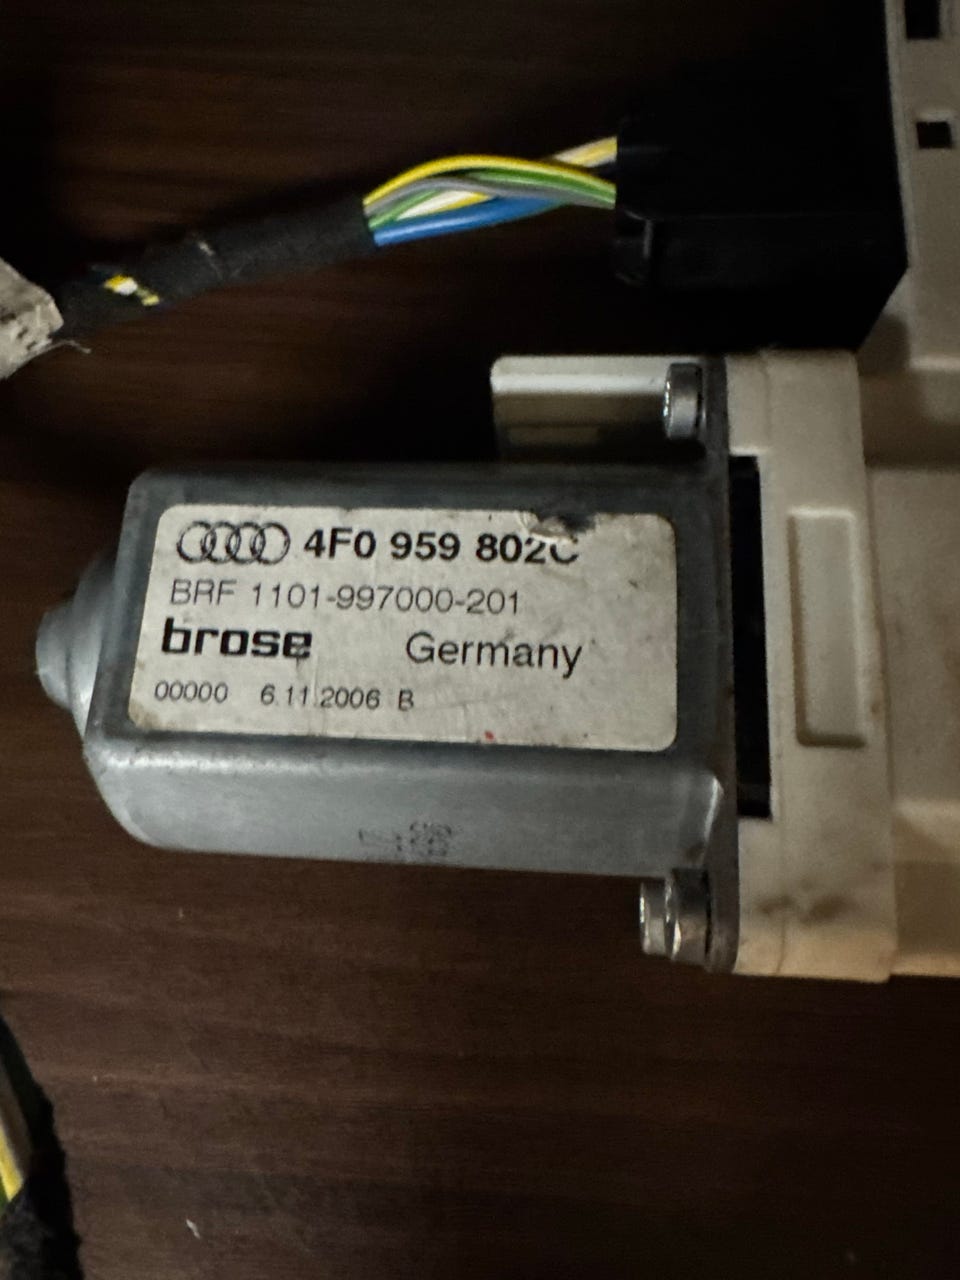 4F0 959 802C
BRF 1101-997000-201
brose Germany
00000 6.11.2006 B